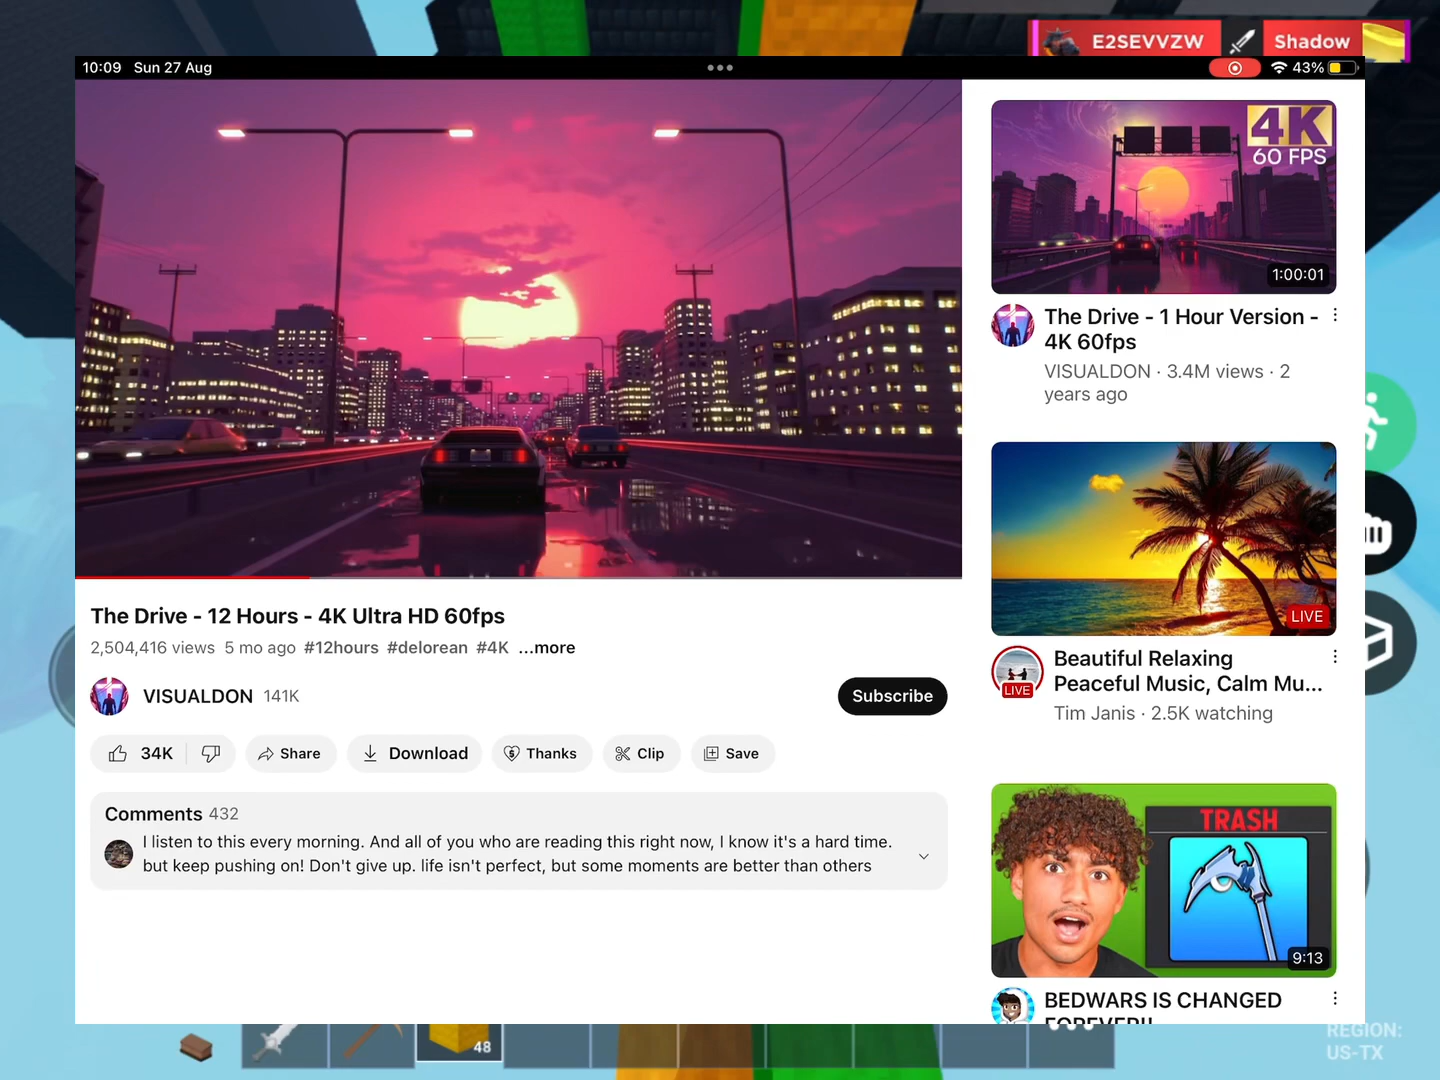 E2SEVVZW
Shadow
10:09 Sun 27 Aug
43%
The Drive - 12 Hours - 4K Ultra HD 60fps
2,504,416 views 5 mo ago #12hours #delorean #4K ...more
VISUALDON 141K
Subscribe
34K
Share
Download
Thanks
Clip
Save
Comments 432
I listen to this every morning. And all of you who are reading this right now, I know it's a hard time.
but keep pushing on! Don't give up. life isn't perfect, but some moments are better than others
4K
60 FPS
1:00:01
The Drive - 1 Hour Version -
4K 60fps
VISUALDON · 3.4M views · 2
years ago
LIVE
LIVE
Beautiful Relaxing
Peaceful Music, Calm Mu...
Tim Janis · 2.5K watching
TRASH
9:13
BEDWARS IS CHANGED
FOREVER!!
48
REGION:
US-TX